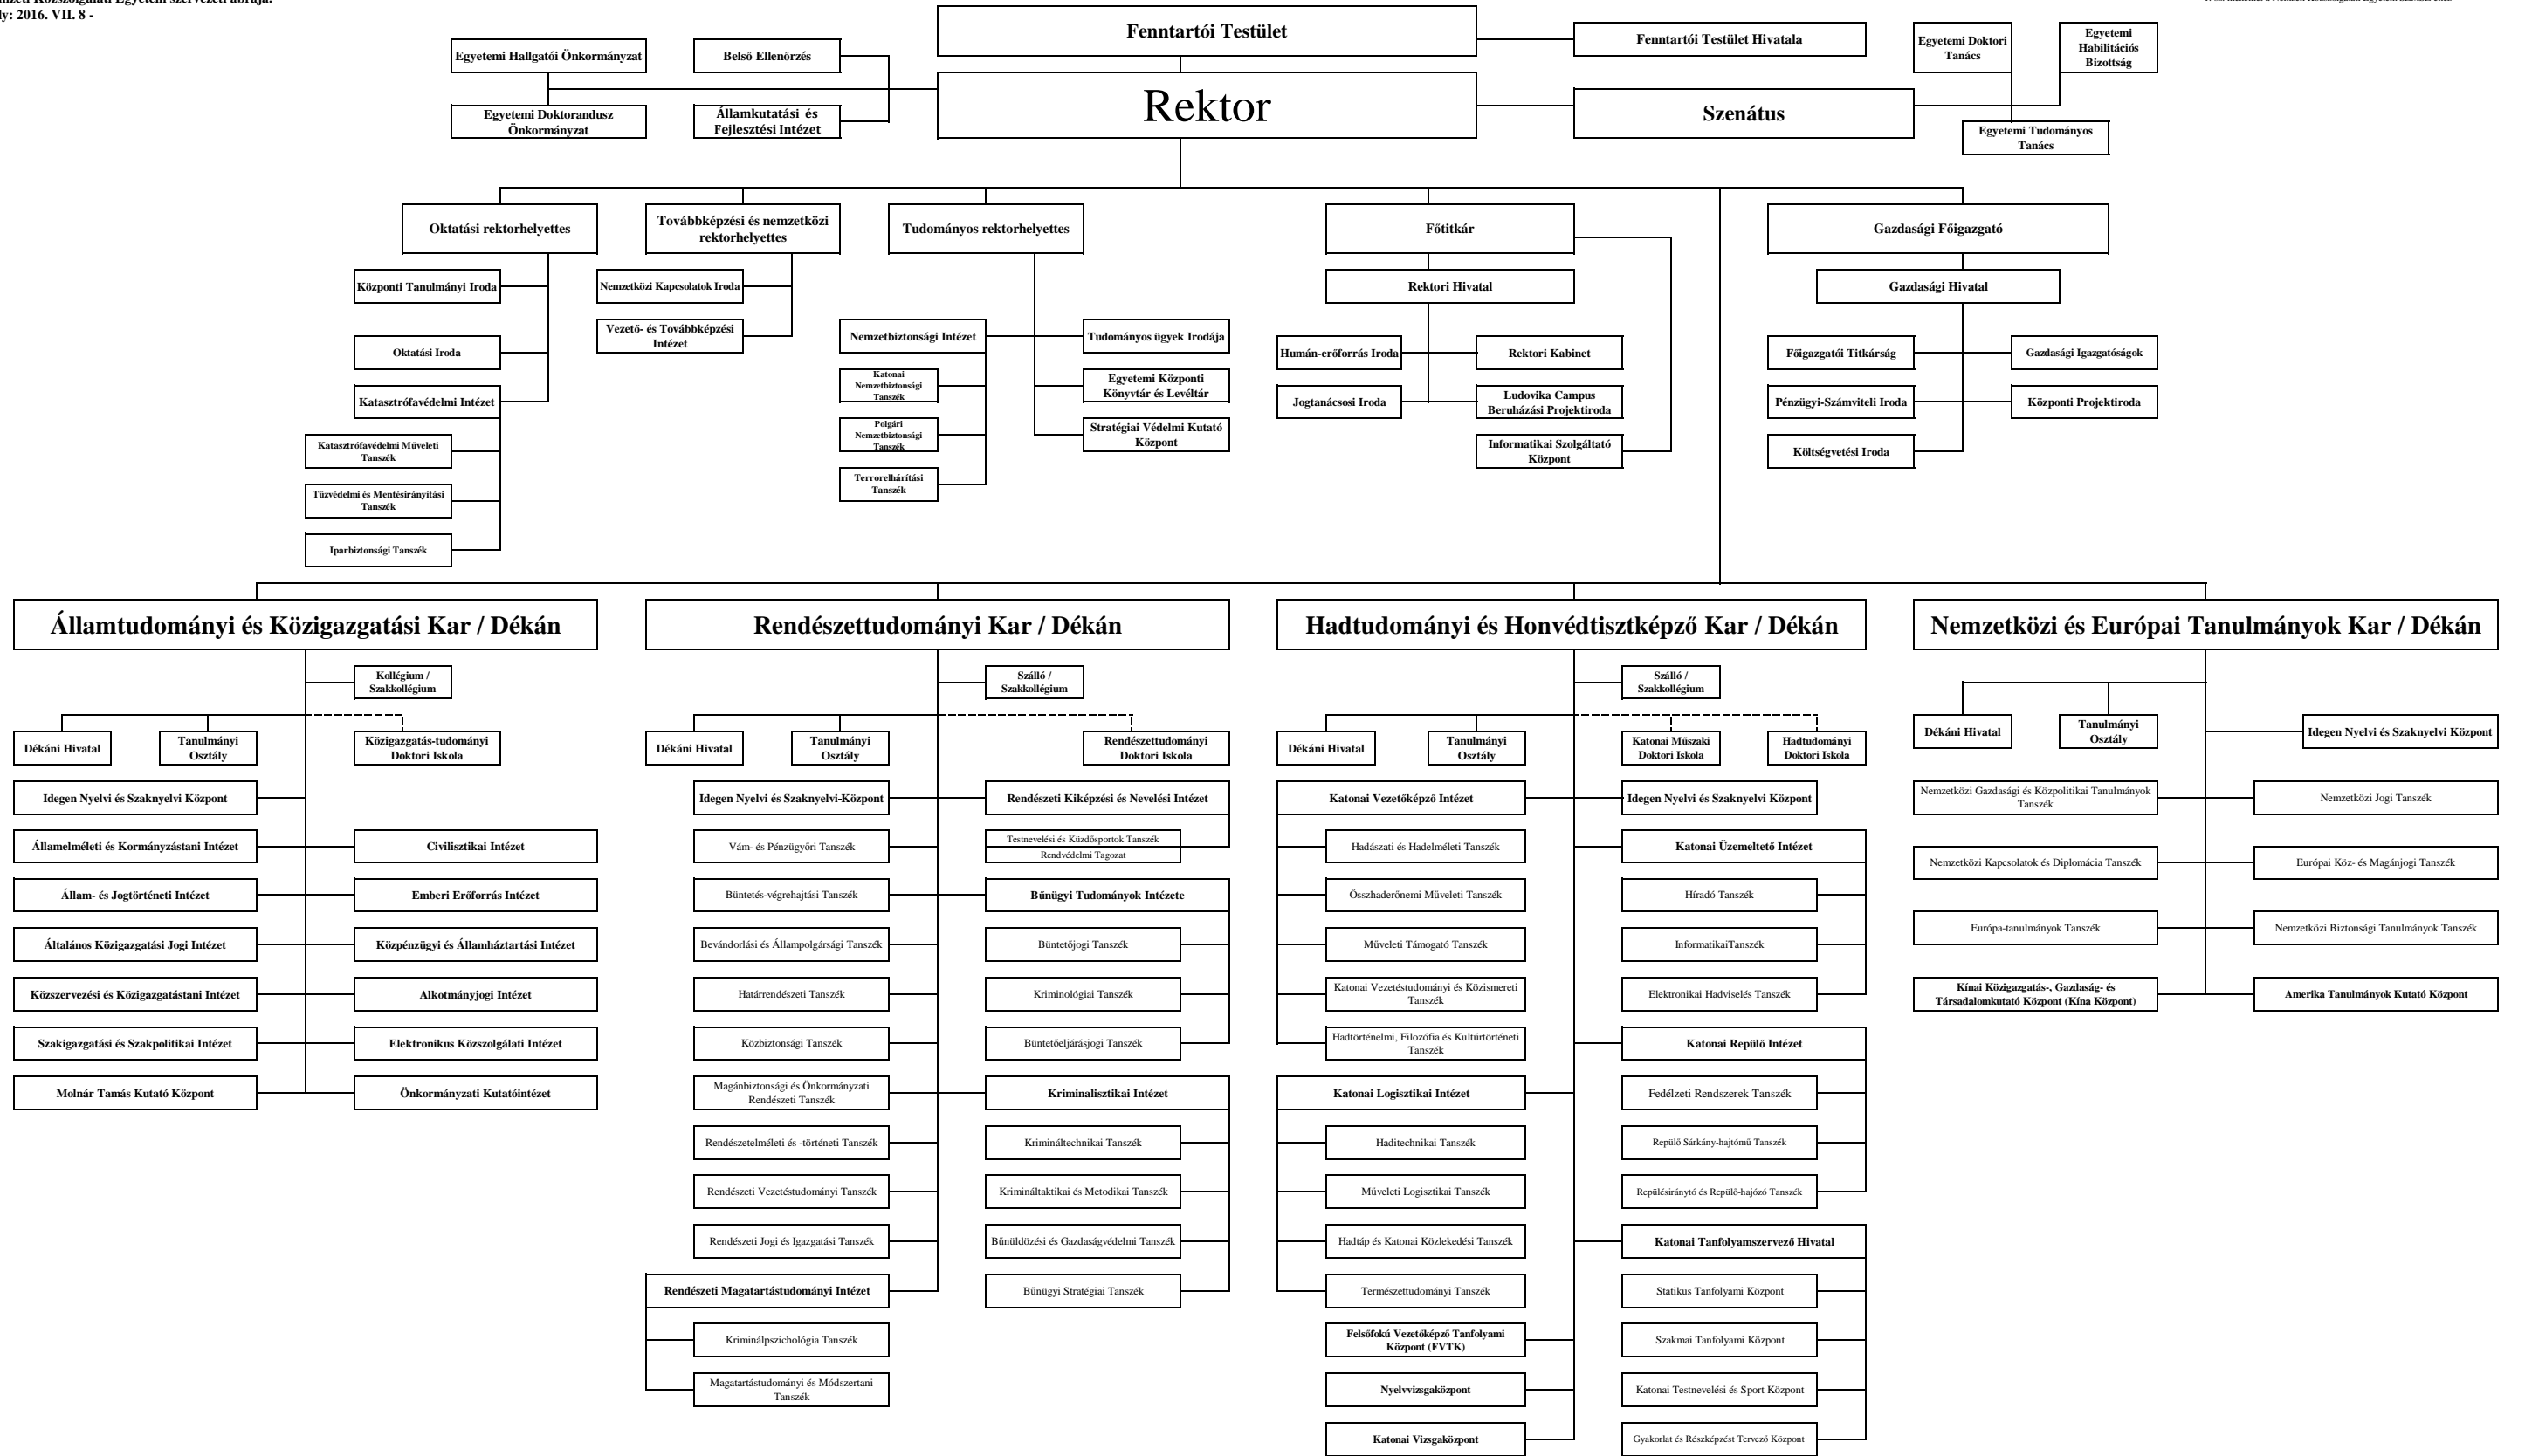 Nemzeti Közszolgálati Egyetem szervezeti ábrája.
2016. VII. 8 -
Fenntartói Testület
Fenntartói Testület Hivatala
Egyetemi Hallgatói Önkormányzat
Belső Ellenőrzés
Egyetemi Doktori
Tanács
Egyetemi
Habilitációs
Bizottság
Rektor
Szenátus
Egyetemi Doktorandusz
Önkormányzat
Államkutatási és
Fejlesztési Intézet
Egyetemi Tudományos
Tanács
Oktatási rektorhelyettes
Továbbképzési és nemzetközi
rektorhelyettes
Tudományos rektorhelyettes
Főtitkár
Gazdasági Főigazgató
Központi Tanulmányi Iroda
Oktatási Iroda
Katasztrófavédelmi Intézet
Katasztrófavédelmi Műveleti
Tanszék
Tűzvédelmi és Mentésirányítási
Tanszék
Iparbiztonsági Tanszék
Nemzetközi Kapcsolatok Iroda
Vezető- és Továbbképzési
Intézet
Nemzetbiztonsági Intézet
Katonai
Nemzetbiztonsági
Tanszék
Polgári
Nemzetbiztonsági
Tanszék
Terrorelhárítási
Tanszék
Tudományos ügyek Irodája
Egyetemi Központi
Könyvtár és Levéltár
Stratégiai Védelmi Kutató
Központ
Rektori Hivatal
Humán-erőforrás Iroda
Rektori Kabinet
Jogtanácsosi Iroda
Ludovika Campus
Beruházási Projektiroda
Informatikai Szolgáltató
Központ
Gazdasági Hivatal
Főigazgatói Titkárság
Gazdasági Igazgatóságok
Pénzügyi-Számviteli Iroda
Központi Projektiroda
Költségvetési Iroda
Államtudományi és Közigazgatási Kar / Dékán
Kollégium /
Szakkollégium
Dékáni Hivatal
Tanulmányi
Osztály
Közigazgatás-tudományi
Doktori Iskola
Idegen Nyelvi és Szaknyelvi Központ
Államelméleti és Kormányzástani Intézet
Civilisztikai Intézet
Állam- és Jogtörténeti Intézet
Emberi Erőforrás Intézet
Általános Közigazgatási Jogi Intézet
Közpénzügyi és Államháztartási Intézet
Közszervezési és Közigazgatástani Intézet
Alkotmányjogi Intézet
Szakigazgatási és Szakpolitikai Intézet
Elektronikus Közszolgálati Intézet
Molnár Tamás Kutató Központ
Önkormányzati Kutatóintézet
Rendészettudományi Kar / Dékán
Szálló /
Szakkollégium
Dékáni Hivatal
Tanulmányi
Osztály
Rendészettudományi
Doktori Iskola
Idegen Nyelvi és Szaknyelvi-Központ
Vám- és Pénzügyőri Tanszék
Büntetés-végrehajtási Tanszék
Bevándorlási és Állampolgársági Tanszék
Határrendészeti Tanszék
Közbiztonsági Tanszék
Magánbiztonsági és Önkormányzati
Rendészeti Tanszék
Rendészetelméleti és -történeti Tanszék
Rendészeti Vezetéstudományi Tanszék
Rendészeti Jogi és Igazgatási Tanszék
Rendészeti Magatartástudományi Intézet
Kriminálpszichológia Tanszék
Magatartástudományi és Módszertani
Tanszék
Rendészeti Kiképzési és Nevelési Intézet
Testnevelési és Küzdősportok Tanszék
Rendvédelmi Tagozat
Bűnügyi Tudományok Intézete
Büntetőjogi Tanszék
Kriminológiai Tanszék
Büntetőeljárásjogi Tanszék
Kriminalisztikai Intézet
Krimináltechnikai Tanszék
Krimináltaktikai és Metodikai Tanszék
Bűnüldözési és Gazdaságvédelmi Tanszék
Bűnügyi Stratégiai Tanszék
Hadtudományi és Honvédtisztképző Kar / Dékán
Szálló /
Szakkollégium
Dékáni Hivatal
Tanulmányi
Osztály
Katonai Műszaki
Doktori Iskola
Hadtudományi
Doktori Iskola
Katonai Vezetőképző Intézet
Hadászati és Hadelméleti Tanszék
Összhaderőnemi Műveleti Tanszék
Műveleti Támogató Tanszék
Katonai Vezetéstudományi és Közismereti
Tanszék
Hadtörténelmi, Filozófia és Kultúrtörténeti
Tanszék
Katonai Logisztikai Intézet
Haditechnikai Tanszék
Műveleti Logisztikai Tanszék
Hadtáp és Katonai Közlekedési Tanszék
Természettudományi Tanszék
Felsőfokú Vezetőképző Tanfolyami
Központ (FVTK)
Nyelvvizsgaközpont
Katonai Vizsgaközpont
Idegen Nyelvi és Szaknyelvi Központ
Katonai Üzemeltető Intézet
Híradó Tanszék
InformatikaiTanszék
Elektronikai Hadviselés Tanszék
Katonai Repülő Intézet
Fedélzeti Rendszerek Tanszék
Repülő Sárkány-hajtómű Tanszék
Repülésiránytó és Repülő-hajózó Tanszék
Katonai Tanfolyamszervező Hivatal
Statikus Tanfolyami Központ
Szakmai Tanfolyami Központ
Katonai Testnevelési és Sport Központ
Gyakorlat és Részképzést Tervező Központ
Nemzetközi és Európai Tanulmányok Kar / Dékán
Dékáni Hivatal
Tanulmányi
Osztály
Idegen Nyelvi és Szaknyelvi Központ
Nemzetközi Gazdasági és Közpolitikai Tanulmányok
Tanszék
Nemzetközi Jogi Tanszék
Nemzetközi Kapcsolatok és Diplomácia Tanszék
Európai Köz- és Magánjogi Tanszék
Európa-tanulmányok Tanszék
Nemzetközi Biztonsági Tanulmányok Tanszék
Kínai Közigazgatás-, Gazdaság- és
Társadalomkutató Központ (Kína Központ)
Amerika Tanulmányok Kutató Központ